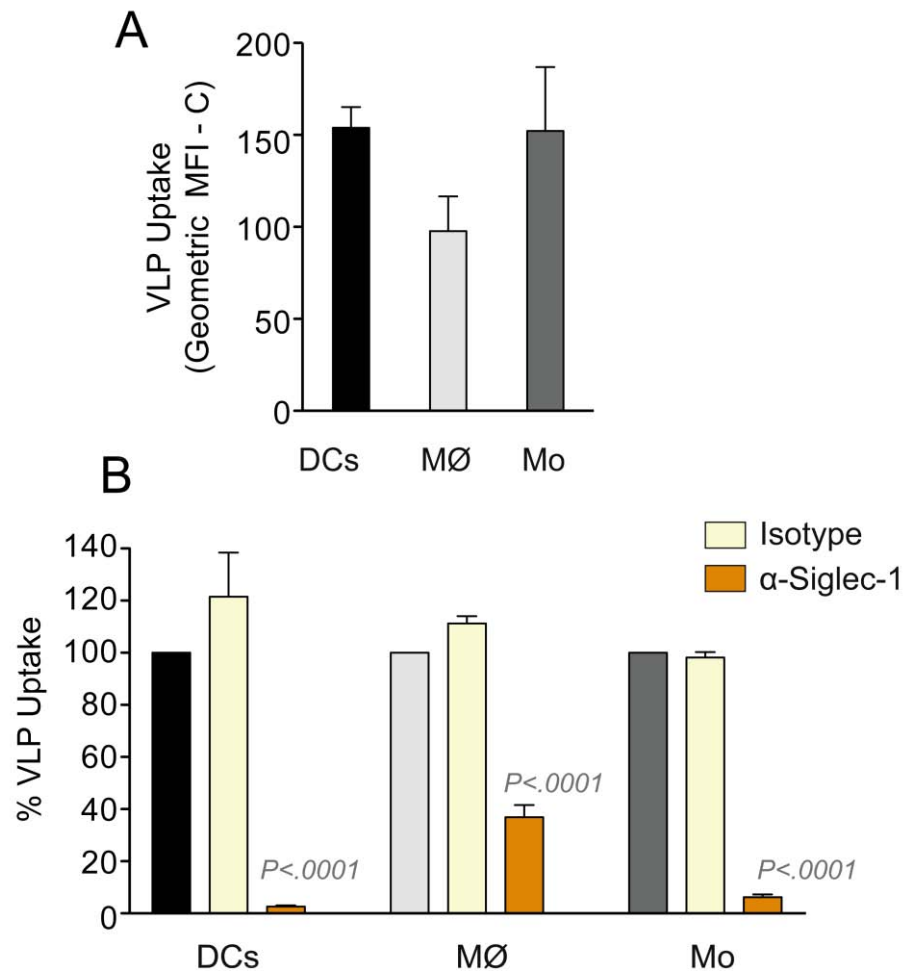 A
VLP Uptake
(Geometric MFI - C)
200
150
100
50
0
DCs
MØ
Mo
B
% VLP Uptake
140
120
100
80
60
40
20
0
Isotype
α-Siglec-1
P<.0001
P<.0001
P<.0001
DCs
MØ
Mo